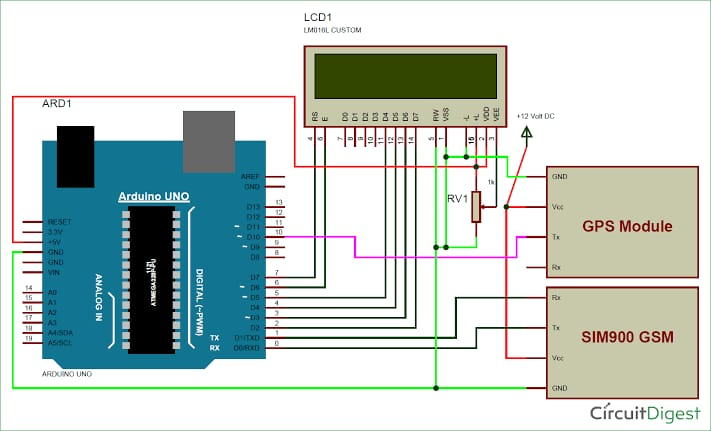 LCD1
LM016L CUSTOM
ARD1
RS
E
D0
D1
D2
D3
D4
D5
D6
D7
RW
VSS
-L
+L
VDD
VEE
4
6
7
8
9
10
11
12
13
14
5
1
16
15
2
3
+12 Volt DC
Arduino UNO
AREF
GND
RESET
3.3V
+5V
GND
GND
VIN
14 A0
15 A1
16 A2
17 A3
18 A4/SDA
19 A5/SCL
ANALOG IN
ATMEGA328P-PU
DIGITAL (~PWM)
D13 13
D12 12
~ D11 11
~ D10 10
~ D9 9
D8 8
D7 7
~ D6 6
~ D5 5
D4 4
~ D3 3
D2 2
TX D1/TXD 1
RX D0/RXD 0
ARDUINO UNO
RV1
1k
GND
Vcc
Tx
Rx
GPS Module
Rx
Tx
Vcc
GND
SIM900 GSM
CircuitDigest